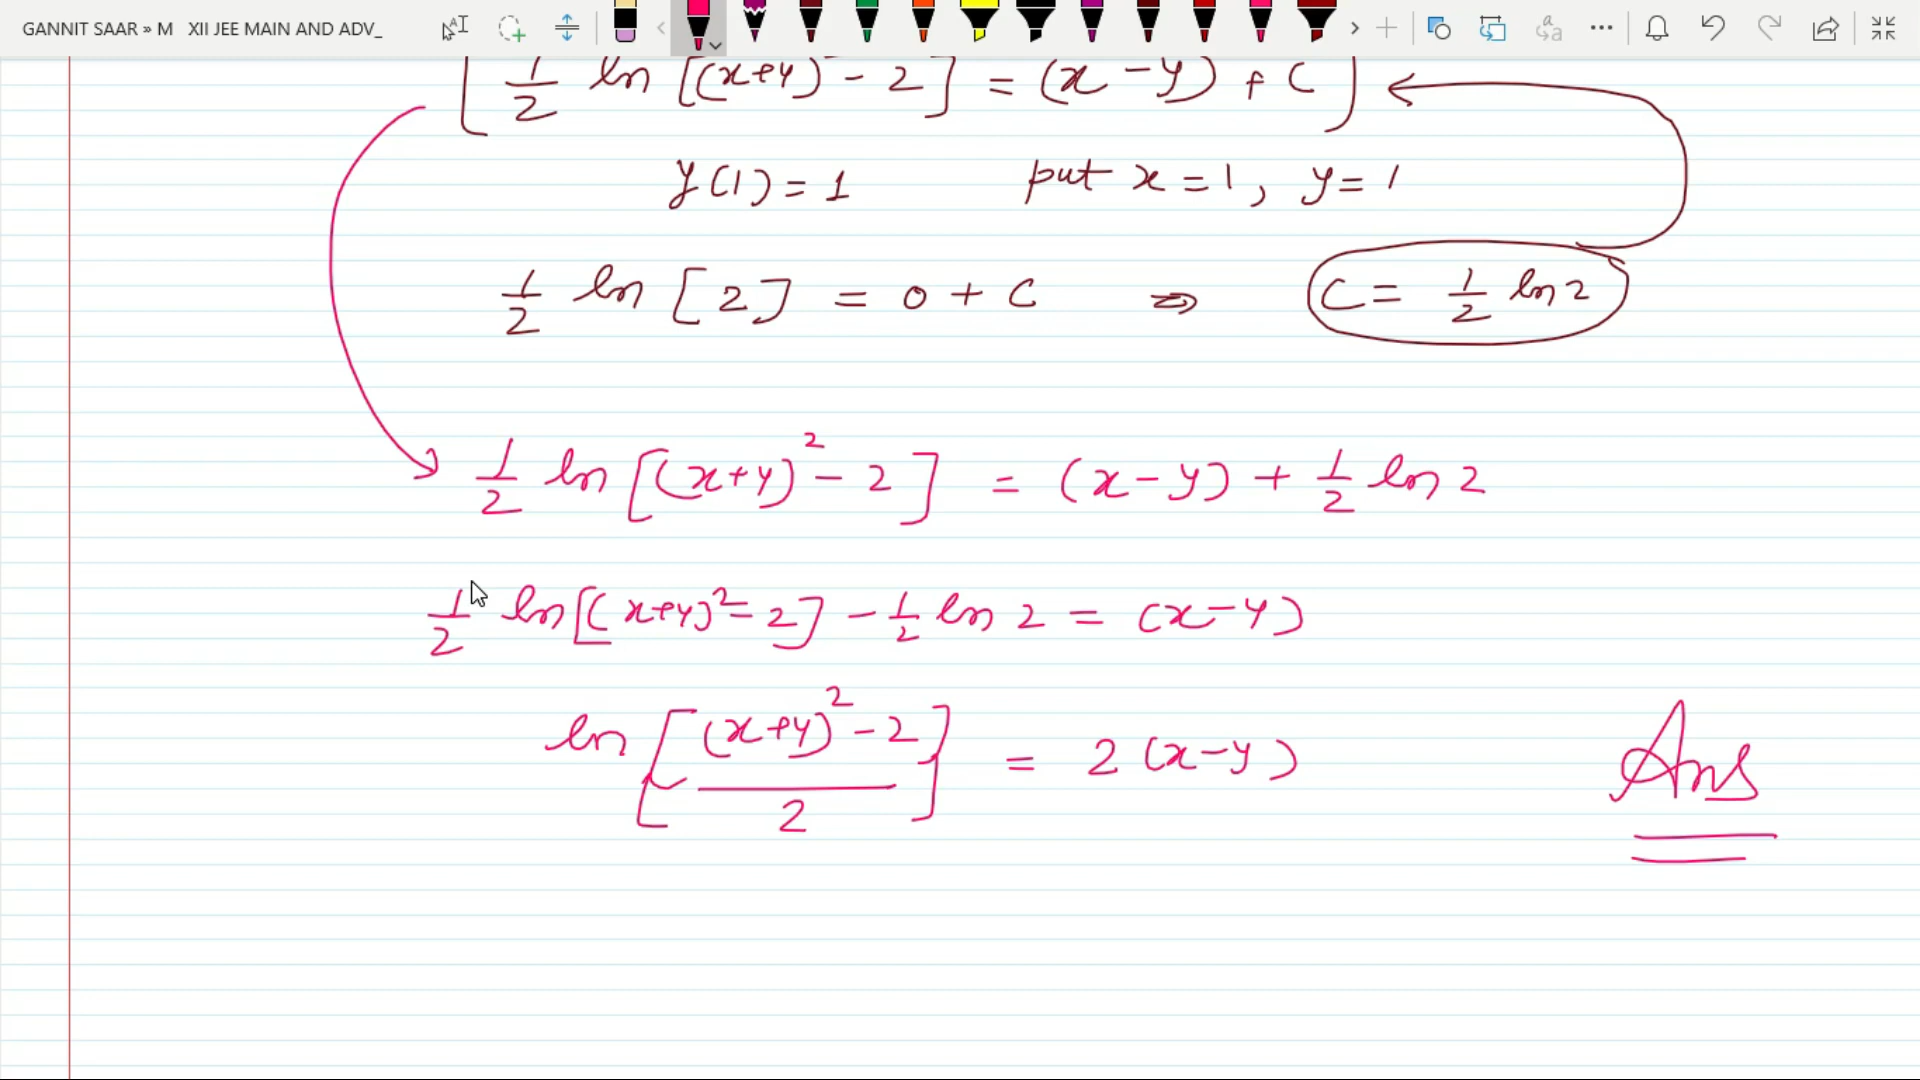 GANNIT SAAR » M XII JEE MAIN AND ADV_
1/2 ln [(x+y)² - 2] = (x - y) + C
y(1) = 1 put x = 1, y = 1
1/2 ln [2] = 0 + C ⇒ C = 1/2 ln 2
1/2 ln [(x+y)² - 2] = (x - y) + 1/2 ln 2
1/2 ln [(x+y)² - 2] - 1/2 ln 2 = (x - y)
ln [((x+y)² - 2)/2] = 2 (x - y)
Ans